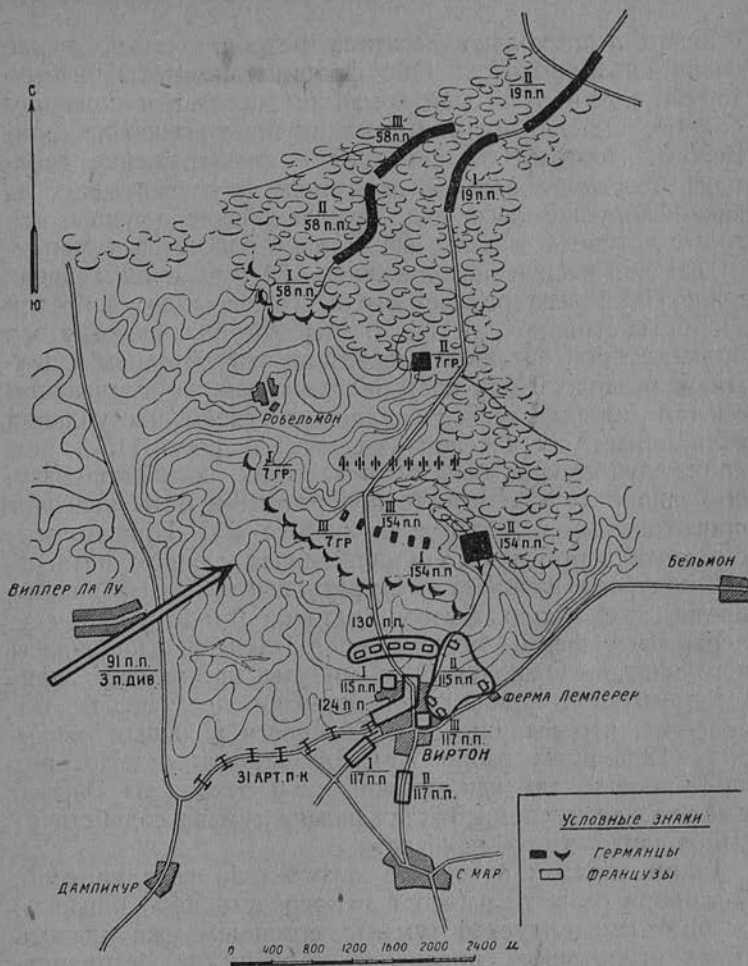 С
Ю
II
19 п.п.
III
58 п.п.
I
19 п.п.
II
58 п.п.
I
58 п.п.
II
7 ГР
РОБЕЛЬМОН
I
7 ГР
III
7 ГР
III
154 п.п
I
154 п.п
II
154 п.п.
БЕЛЬМОН
ВИЛЛЕР ЛА ЛУ
91 п.п.
3 п.див.
130 п.п.
I
115 п.п
II
115 п.п.
124 п.п
ФЕРМА ЛЕМПЕРЕР
III
117 п.п.
ВИРТОН
31 АРТ. П-К
I
117 п.п
II
117 п.п.
ДАМПИКУР
С МАР
Условные знаки
ГЕРМАНЦЫ
ФРАНЦУЗЫ
0 400 800 1200 1600 2000 2400 м